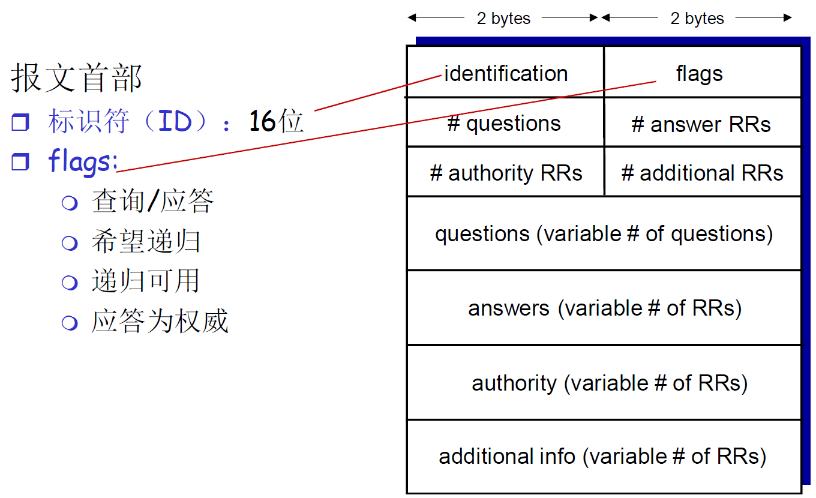 报文首部
标识符（ID）：16位
flags:
查询/应答
希望递归
递归可用
应答为权威
2 bytes 2 bytes
identification flags
# questions # answer RRs
# authority RRs # additional RRs
questions (variable # of questions)
answers (variable # of RRs)
authority (variable # of RRs)
additional info (variable # of RRs)